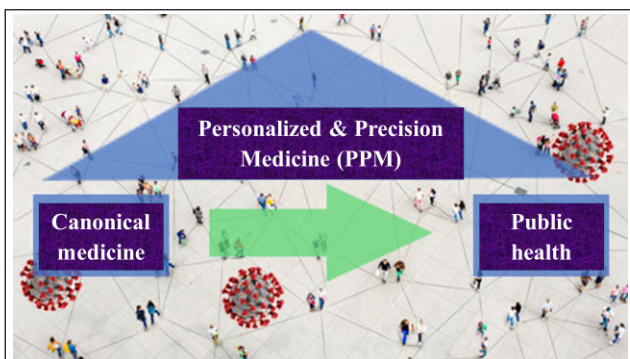 Personalized & Precision
Medicine (PPM)
Canonical
medicine
Public
health